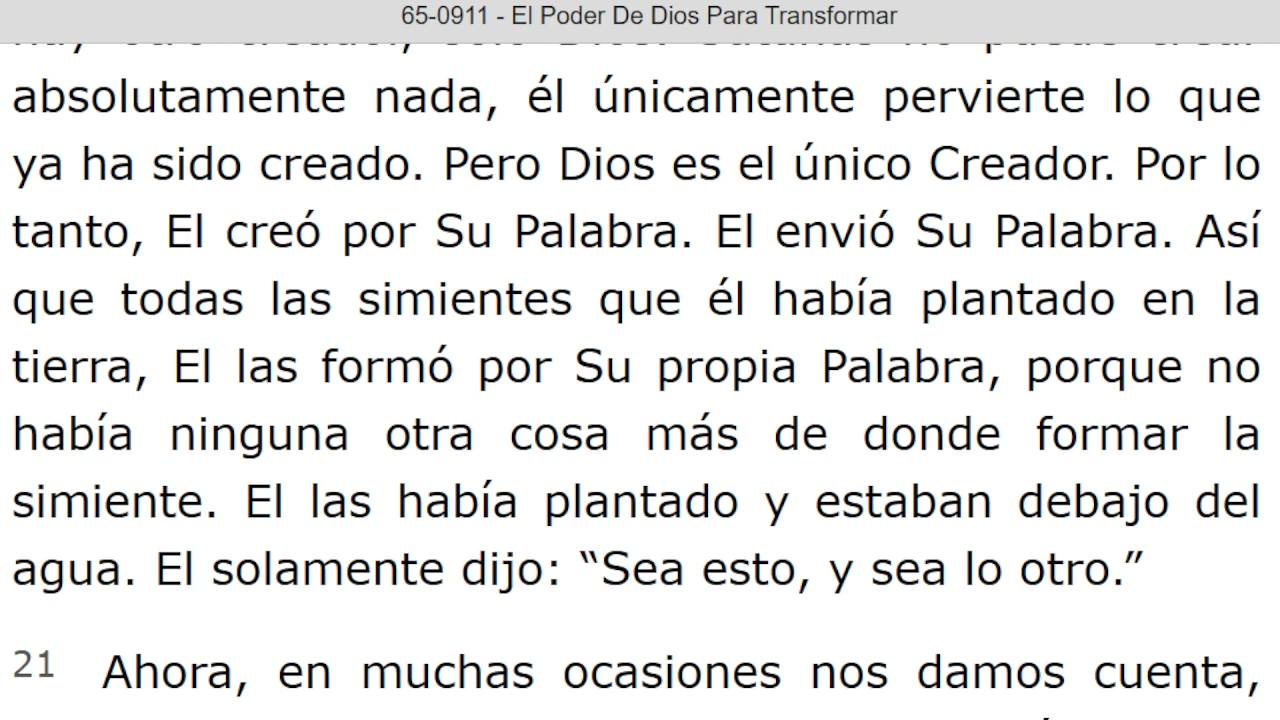 65-0911 - El Poder De Dios Para Transformar
absolutamente nada, él únicamente pervierte lo que
ya ha sido creado. Pero Dios es el único Creador. Por lo
tanto, El creó por Su Palabra. El envió Su Palabra. Así
que todas las simientes que él había plantado en la
tierra, El las formó por Su propia Palabra, porque no
había ninguna otra cosa más de donde formar la
simiente. El las había plantado y estaban debajo del
agua. El solamente dijo: “Sea esto, y sea lo otro.”
21 Ahora, en muchas ocasiones nos damos cuenta,